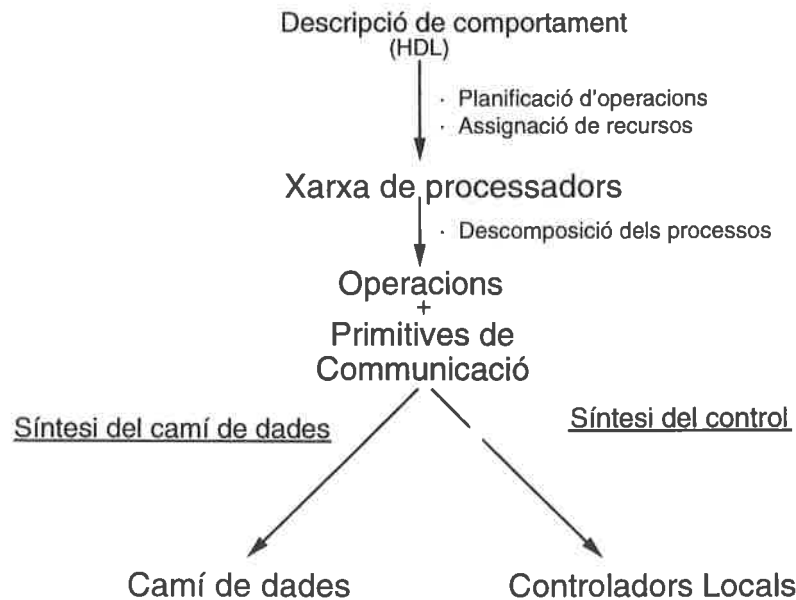 Descripció de comportament
(HDL)
· Planificació d'operacions
· Assignació de recursos
Xarxa de processadors
· Descomposició dels processos
Operacions
+
Primitives de
Communicació
Síntesi del camí de dades
Síntesi del control
Camí de dades
Controladors Locals